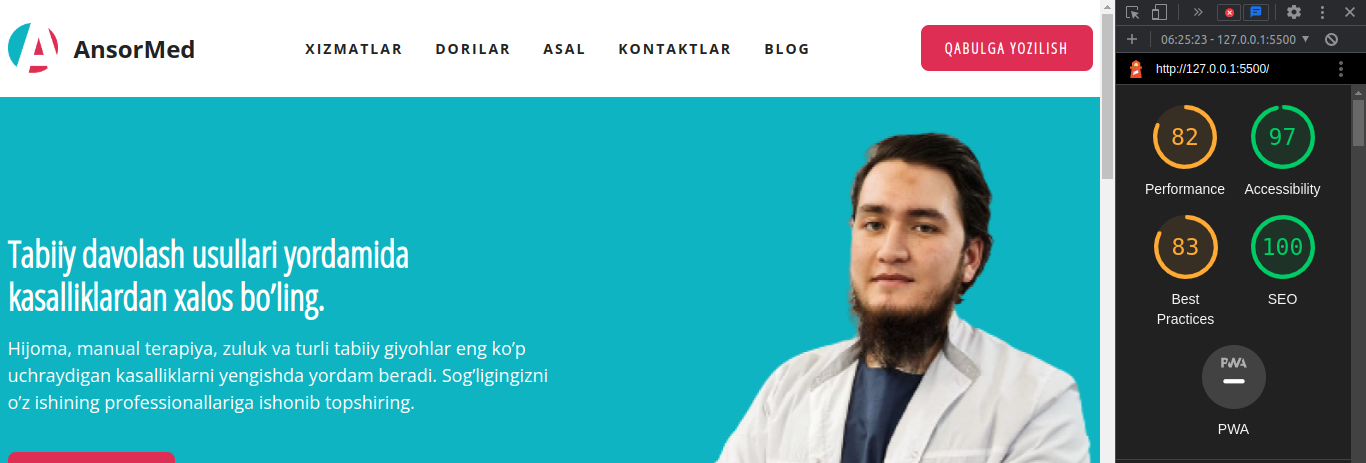 AnsorMed
XIZMATLAR DORILAR ASAL KONTAKTLAR BLOG
QABULGA YOZILISH
Tabiiy davolash usullari yordamida
kasalliklardan xalos bo’ling.
Hijoma, manual terapiya, zuluk va turli tabiiy giyohlar eng ko’p
uchraydigan kasalliklarni yengishda yordam beradi. Sog’ligingizni
o’z ishining professionallariga ishonib topshiring.
06:25:23 - 127.0.0.1:5500
http://127.0.0.1:5500/
82 97
Performance Accessibility
83 100
Best SEO
Practices
PWA
PWA